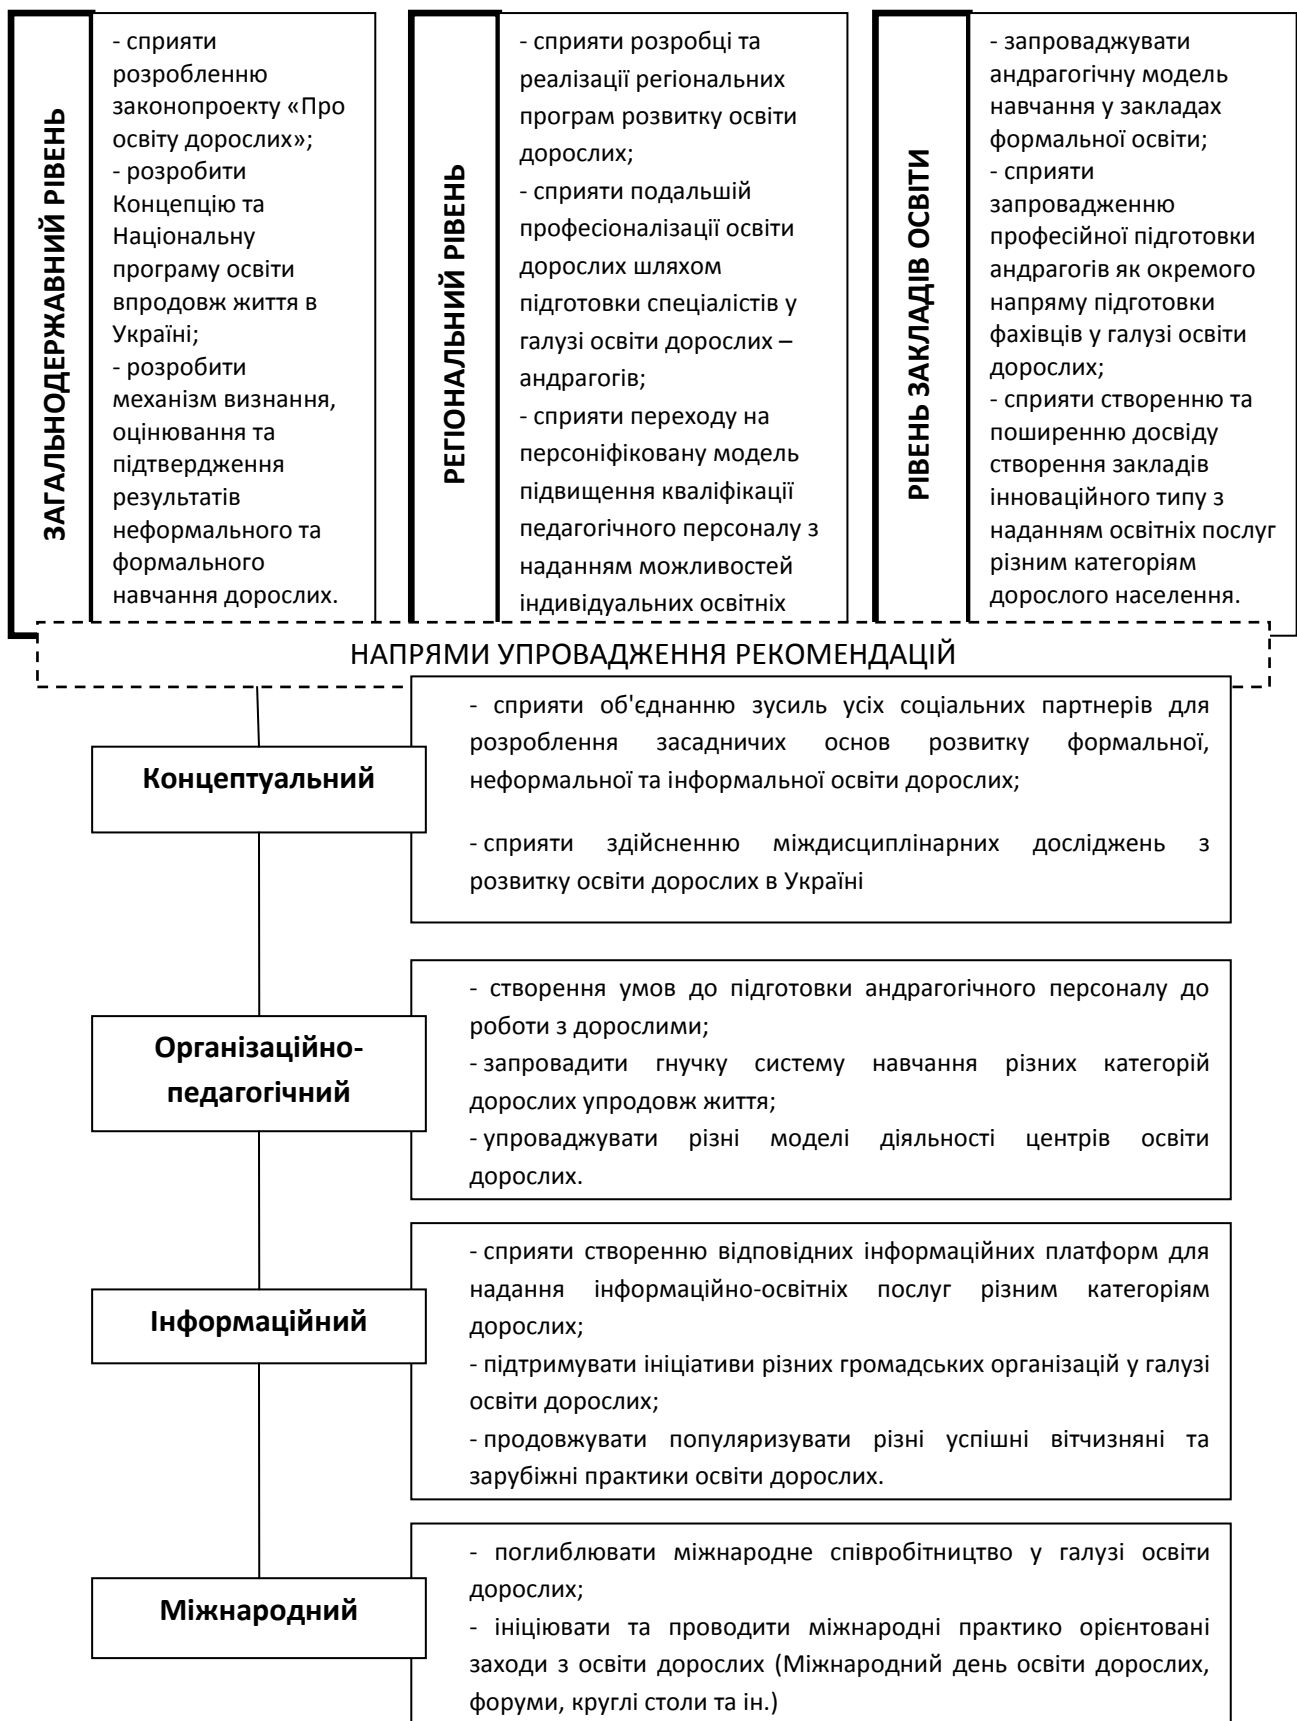 ЗАГАЛЬНОДЕРЖАВНИЙ РІВЕНЬ
- сприяти
розробленню
законопроекту «Про
освіту дорослих»;
- розробити
Концепцію та
Національну
програму освіти
впродовж життя в
Україні;
- розробити
механізм визнання,
оцінювання та
підтвердження
результатів
неформального та
формального
навчання дорослих.
РЕГІОНАЛЬНИЙ РІВЕНЬ
- сприяти розробці та
реалізації регіональних
програм розвитку освіти
дорослих;
- сприяти подальшій
професіоналізації освіти
дорослих шляхом
підготовки спеціалістів у
галузі освіти дорослих –
андрагогів;
- сприяти переходу на
персоніфіковану модель
підвищення кваліфікації
педагогічного персоналу з
наданням можливостей
індивідуальних освітніх
РІВЕНЬ ЗАКЛАДІВ ОСВІТИ
- запроваджувати
андрагогічну модель
навчання у закладах
формальної освіти;
- сприяти
запровадженню
професійної підготовки
андрагогів як окремого
напряму підготовки
фахівців у галузі освіти
дорослих;
- сприяти створенню та
поширенню досвіду
створення закладів
інноваційного типу з
наданням освітніх послуг
різним категоріям
дорослого населення.
НАПРЯМИ УПРОВАДЖЕННЯ РЕКОМЕНДАЦІЙ
Концептуальний
- сприяти об'єднанню зусиль усіх соціальних партнерів для
розроблення засадничих основ розвитку формальної,
неформальної та інформальної освіти дорослих;
- сприяти здійсненню міждисциплінарних досліджень з
розвитку освіти дорослих в Україні
Організаційно-
педагогічний
- створення умов до підготовки андрагогічного персоналу до
роботи з дорослими;
- запровадити гнучку систему навчання різних категорій
дорослих упродовж життя;
- упроваджувати різні моделі діяльності центрів освіти
дорослих.
Інформаційний
- сприяти створенню відповідних інформаційних платформ для
надання інформаційно-освітніх послуг різним категоріям
дорослих;
- підтримувати ініціативи різних громадських організацій у галузі
освіти дорослих;
- продовжувати популяризувати різні успішні вітчизняні та
зарубіжні практики освіти дорослих.
Міжнародний
- поглиблювати міжнародне співробітництво у галузі освіти
дорослих;
- ініціювати та проводити міжнародні практико орієнтовані
заходи з освіти дорослих (Міжнародний день освіти дорослих,
форуми, круглі столи та ін.)